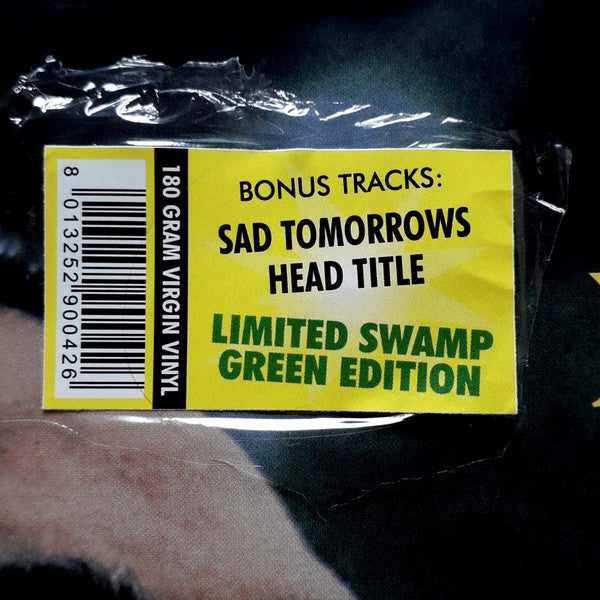 8 013252 900426
180 GRAM VIRGIN VINYL
BONUS TRACKS:
SAD TOMORROWS
HEAD TITLE
LIMITED SWAMP
GREEN EDITION